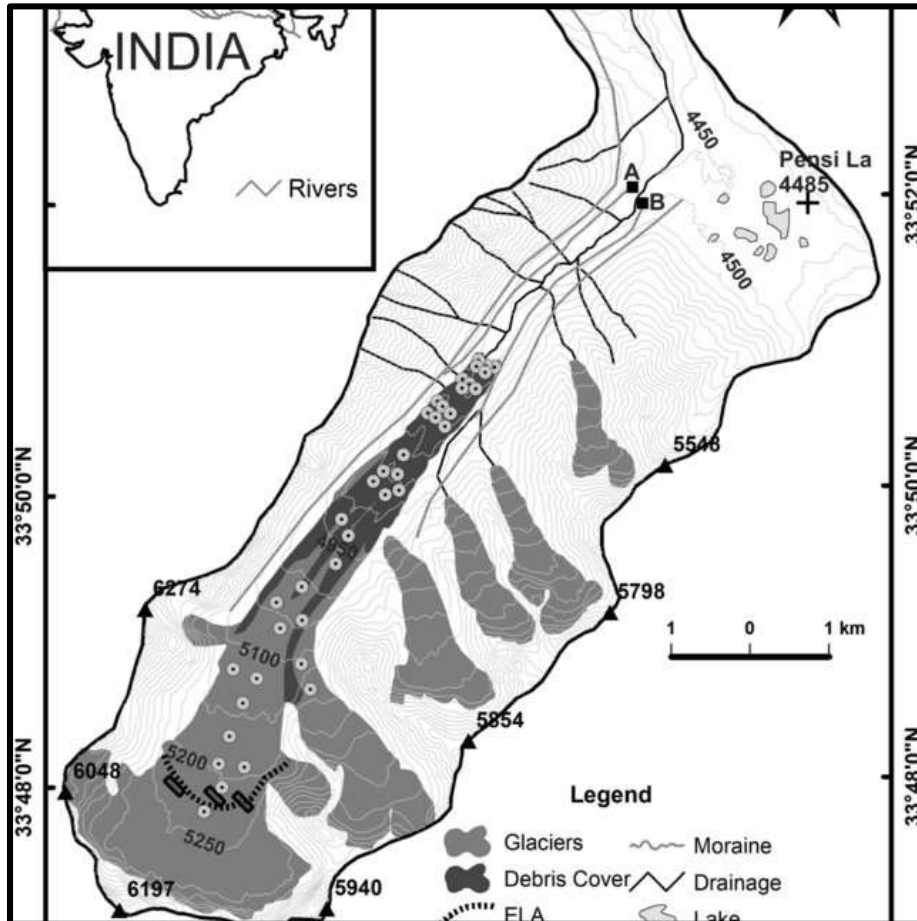 INDIA
Rivers
4450
Pensi La
4485
33°52'0"N
A
B
4500
5548
33°50'0"N
33°50'0"N
4950
6274
5798
1 0 1 km
5100
5854
5200
6048
33°48'0"N
33°48'0"N
Legend
5250
Glaciers
Moraine
Debris Cover
Drainage
6197
5940
ELA
Lake